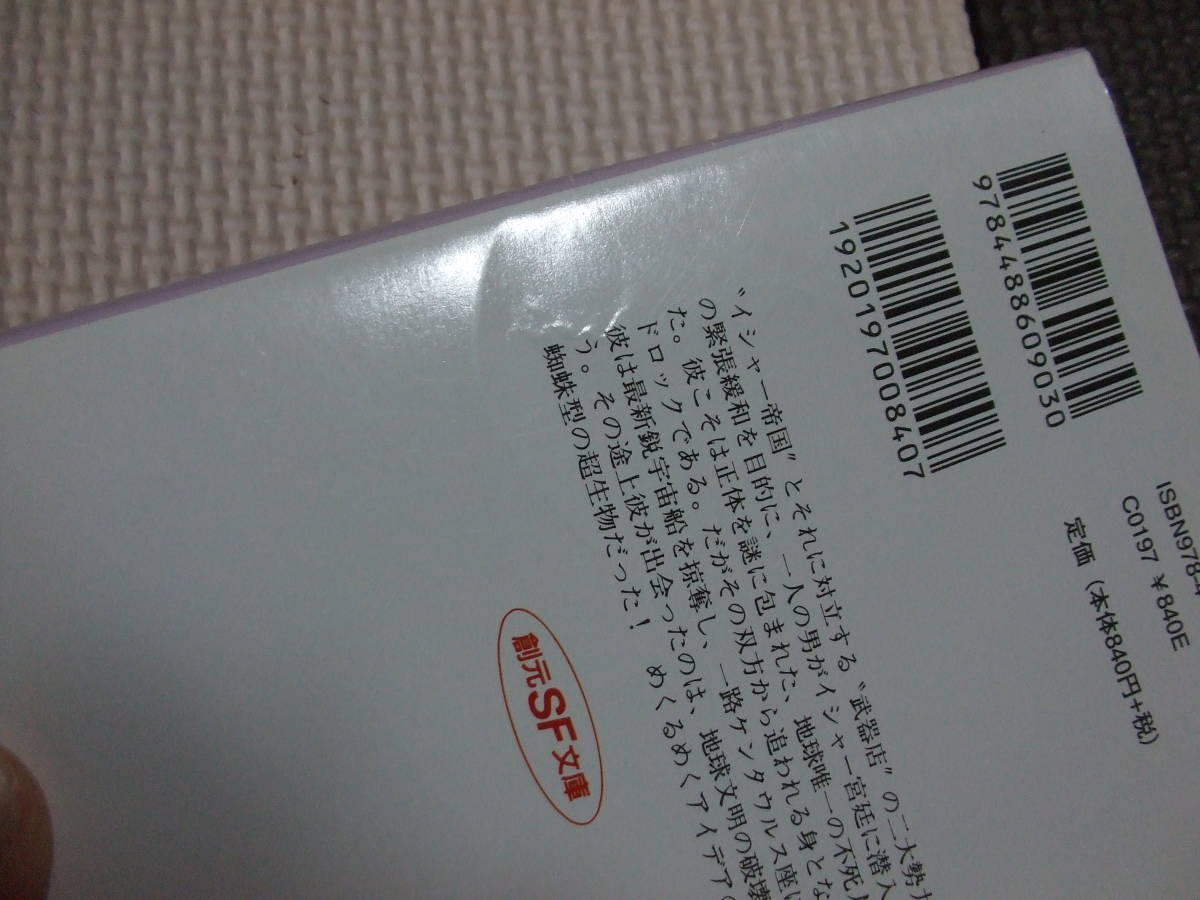 9784488609030
1920197008407
ISBN978-4
C0197 ¥840E
定価（本体840円+税）
〝イシャー帝国〟とそれに対立する〝武器店〟の二大勢力
の緊張緩和を目的に、一人の男がイシャー宮廷に潜入
た。彼こそは正体を謎に包まれた、地球唯一の不死人
ドロックである。だがその双方から追われる身とな
彼は最新鋭宇宙船を掠奪し、一路ケンタウルス座に
う。その途上彼が出会ったのは、地球文明の破壊
蜘蛛型の超生物だった！　めくるめくアイデア
創元SF文庫